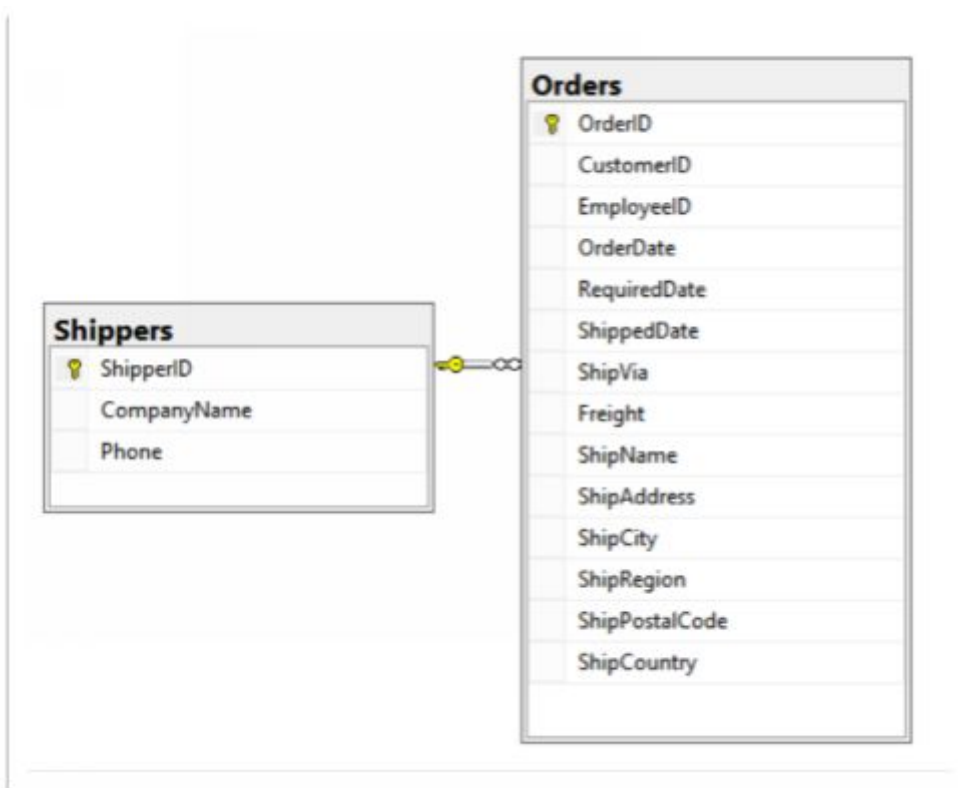 Shippers
ShipperID
CompanyName
Phone
Orders
OrderID
CustomerID
EmployeeID
OrderDate
RequiredDate
ShippedDate
ShipVia
Freight
ShipName
ShipAddress
ShipCity
ShipRegion
ShipPostalCode
ShipCountry